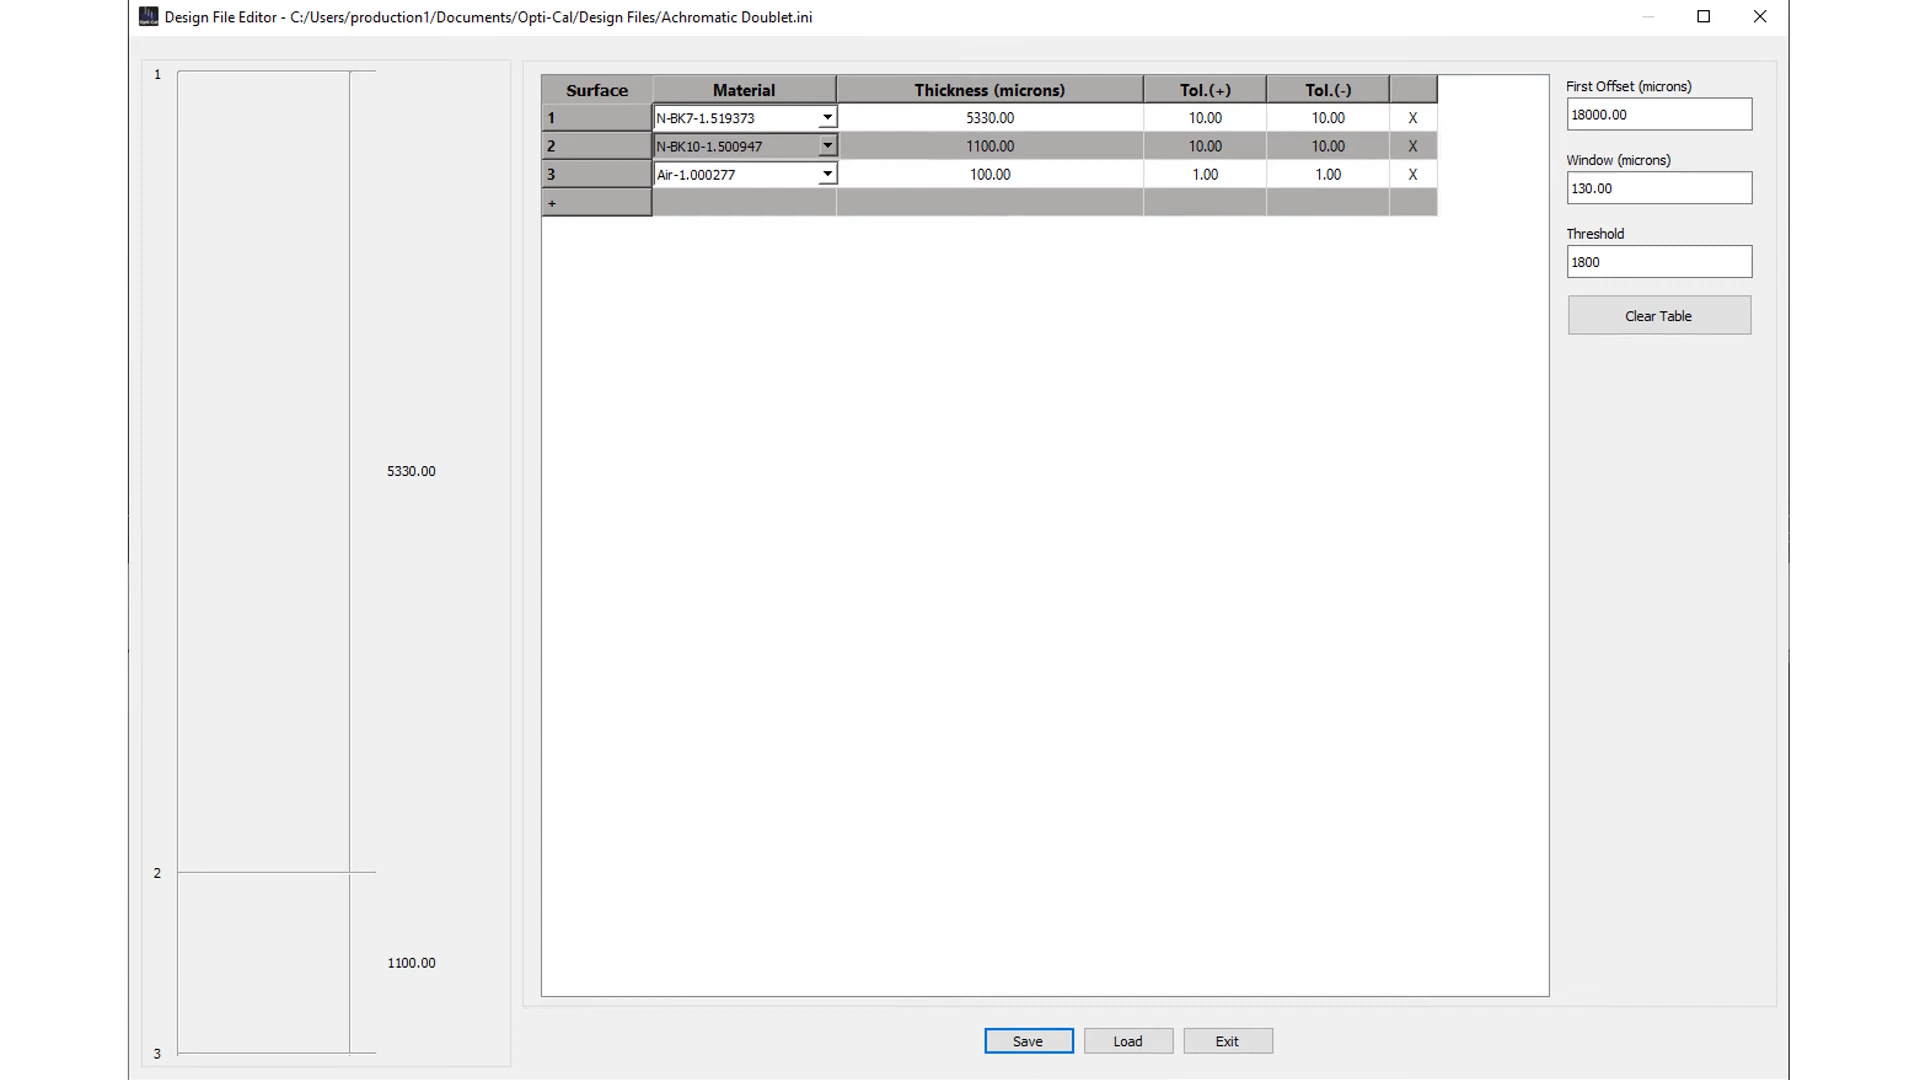 Design File Editor - C:/Users/production1/Documents/Opti-Cal/Design Files/Achromatic Doublet.ini
1
5330.00
2
1100.00
3
Surface Material Thickness (microns) Tol.(+) Tol.(-)
1 N-BK7-1.519373 5330.00 10.00 10.00 X
2 N-BK10-1.500947 1100.00 10.00 10.00 X
3 Air-1.000277 100.00 1.00 1.00 X
+
First Offset (microns)
18000.00
Window (microns)
130.00
Threshold
1800
Clear Table
Save Load Exit